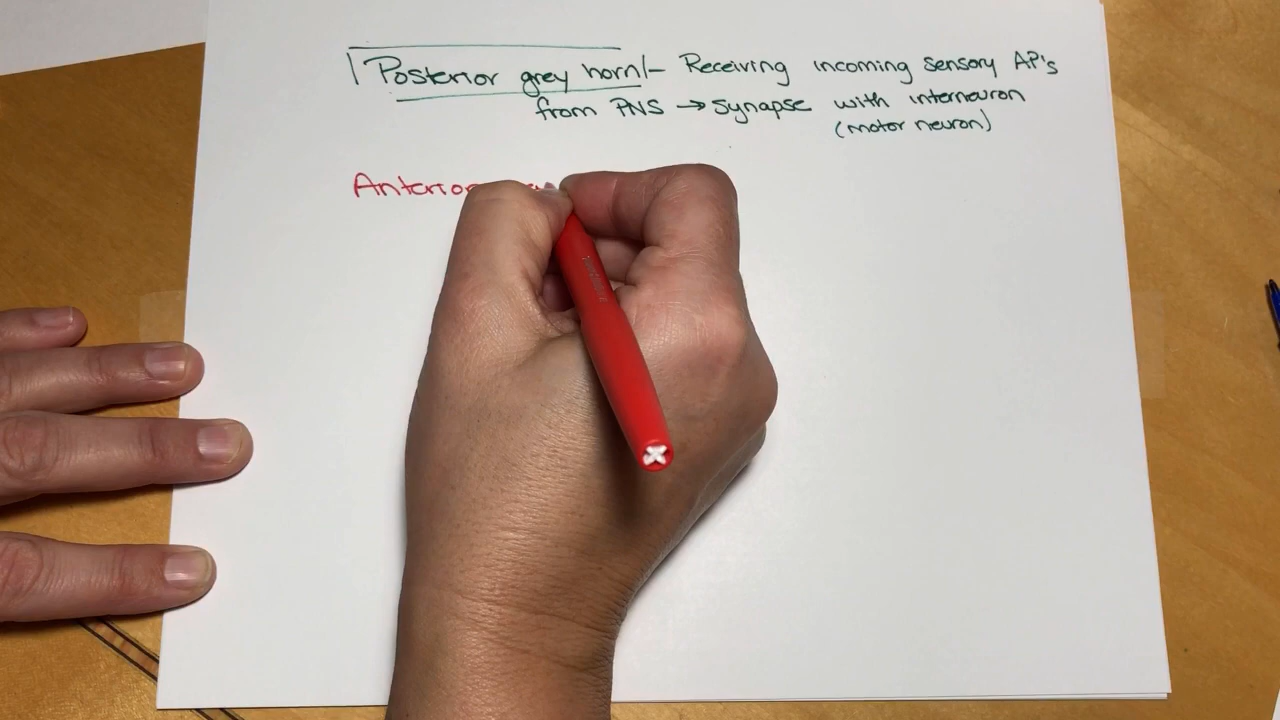 Posterior grey horn - Receiving incoming sensory AP's
from PNS → synapse with interneuron
(motor neuron)
Anterior